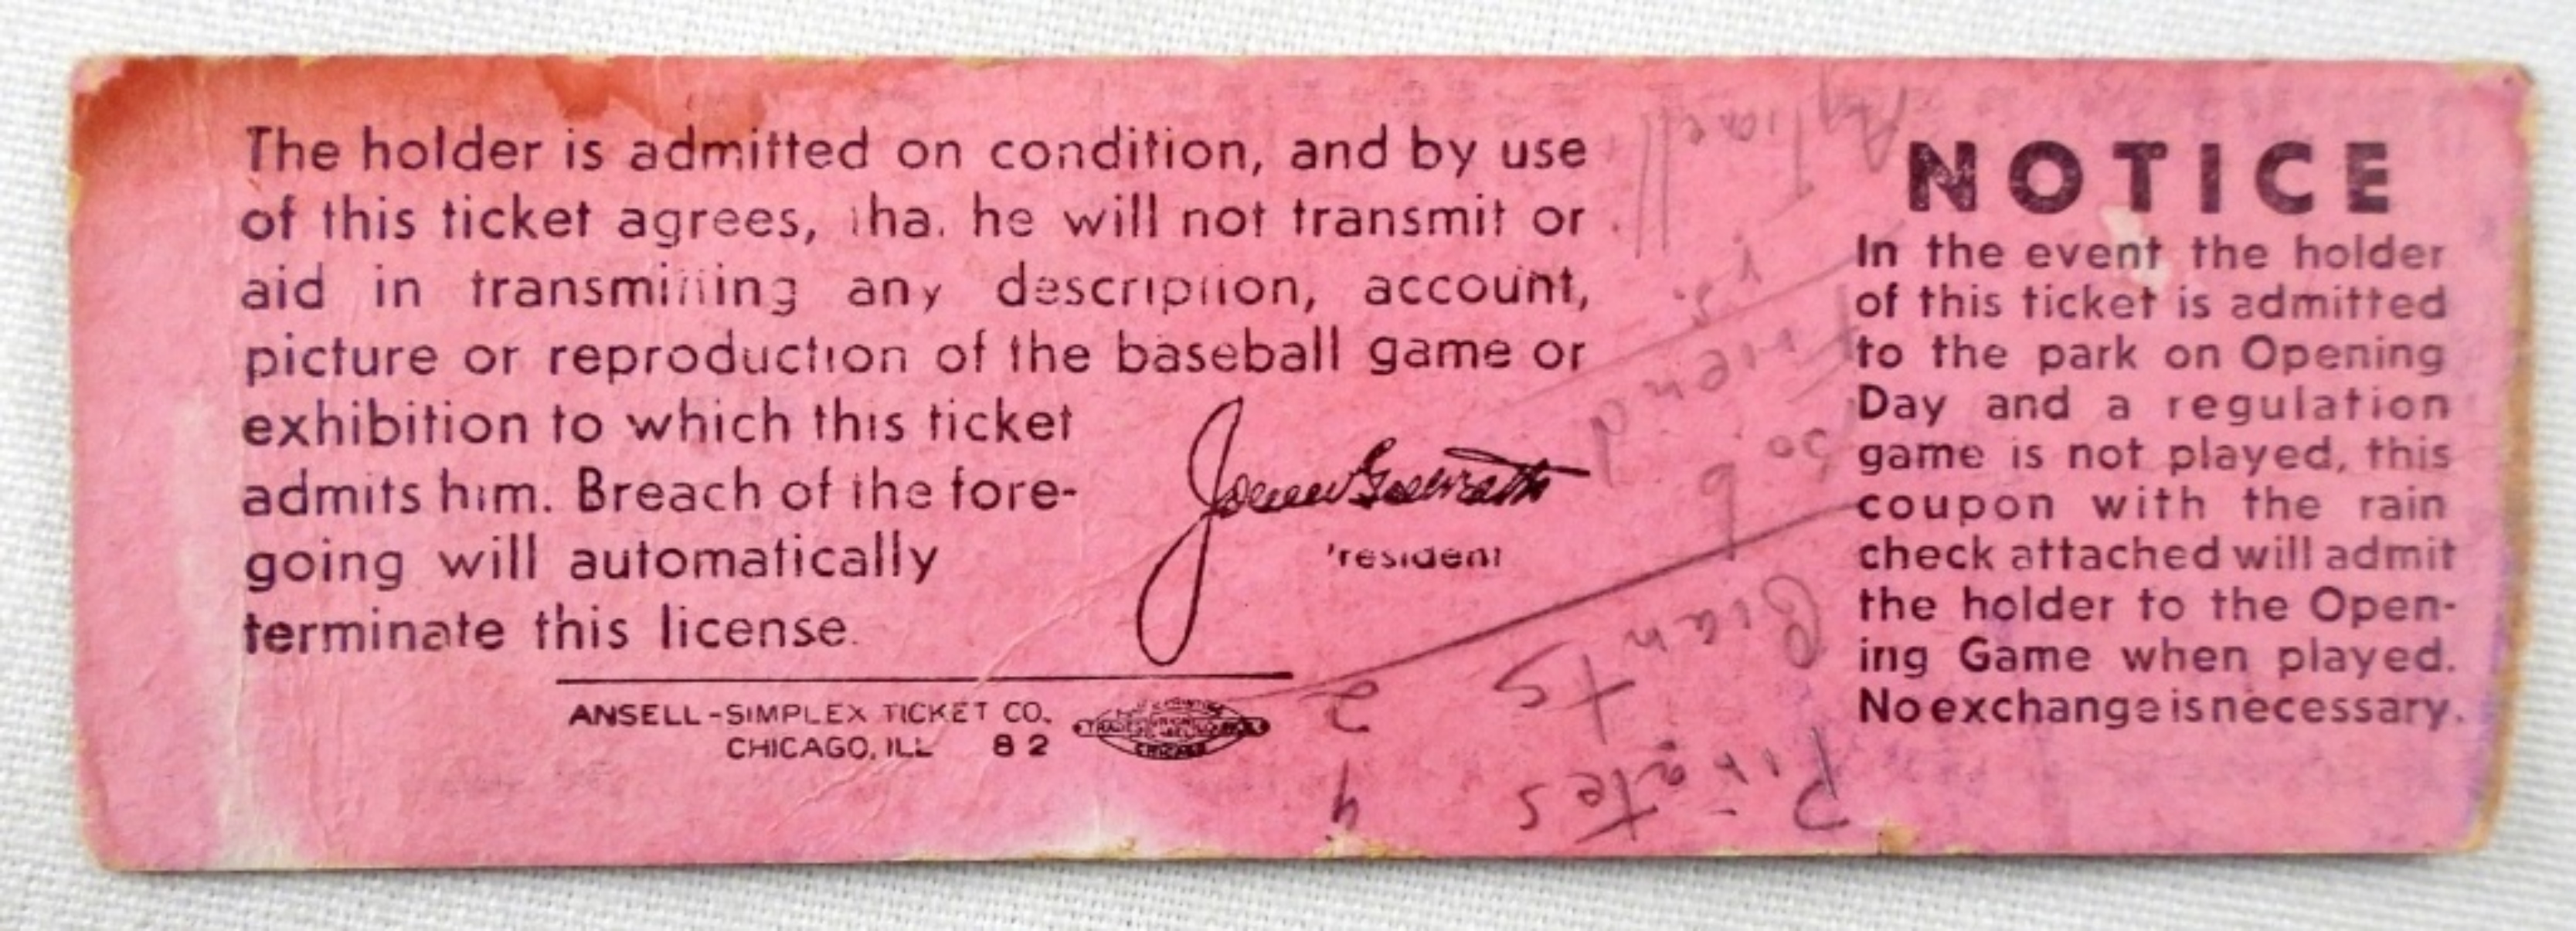 The holder is admitted on condition, and by use
of this ticket agrees, tha. he will not transmit or
aid in transmitting any description, account,
picture or reproduction of the baseball game or
exhibition to which this ticket
admits him. Breach of the fore-
going will automatically
terminate this license.
'resident
ANSELL-SIMPLEX TICKET CO.
CHICAGO, ILL 82
NOTICE
In the event the holder
of this ticket is admitted
to the park on Opening
Day and a regulation
game is not played, this
coupon with the rain
check attached will admit
the holder to the Open-
ing Game when played.
No exchange is necessary.
Pirates 4
Giants 2
Bob
Friend
vs.